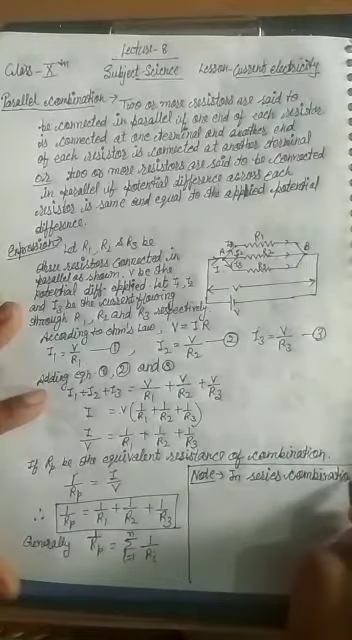 Lecture-8
Class-Xth Subject-Science Lesson-Current electricity
Parallel combination → Two or more resistors are said to
be connected in parallel if one end of each resistor
is connected at one terminal and another end
of each resistor is connected at another terminal
or two or more resistors are said to be connected
in parallel if potential difference across each
resistor is same and equal to the applied potential
difference.
Expression → Let R1, R2 & R3 be
three resistors connected in
parallel as shown. V be the
potential diff. applied. Let I1, I2
and I3 be the current flowing
through R1, R2 and R3 respectively.
R1
A I2 R2 B
I I3 R3
V
V
According to ohm's law, V = IR
I1 = V/R1 — ①, I2 = V/R2 — ② I3 = V/R3 — ③
Adding eqn. ①, ② and ③
I1 + I2 + I3 = V/R1 + V/R2 + V/R3
I = V(1/R1 + 1/R2 + 1/R3)
I/V = 1/R1 + 1/R2 + 1/R3
If Rp be the equivalent resistance of combination.
1/Rp = I/V
∴ 1/Rp = 1/R1 + 1/R2 + 1/R3
Generally 1/Rp = n∑i=1 1/Ri
Note → In series combination